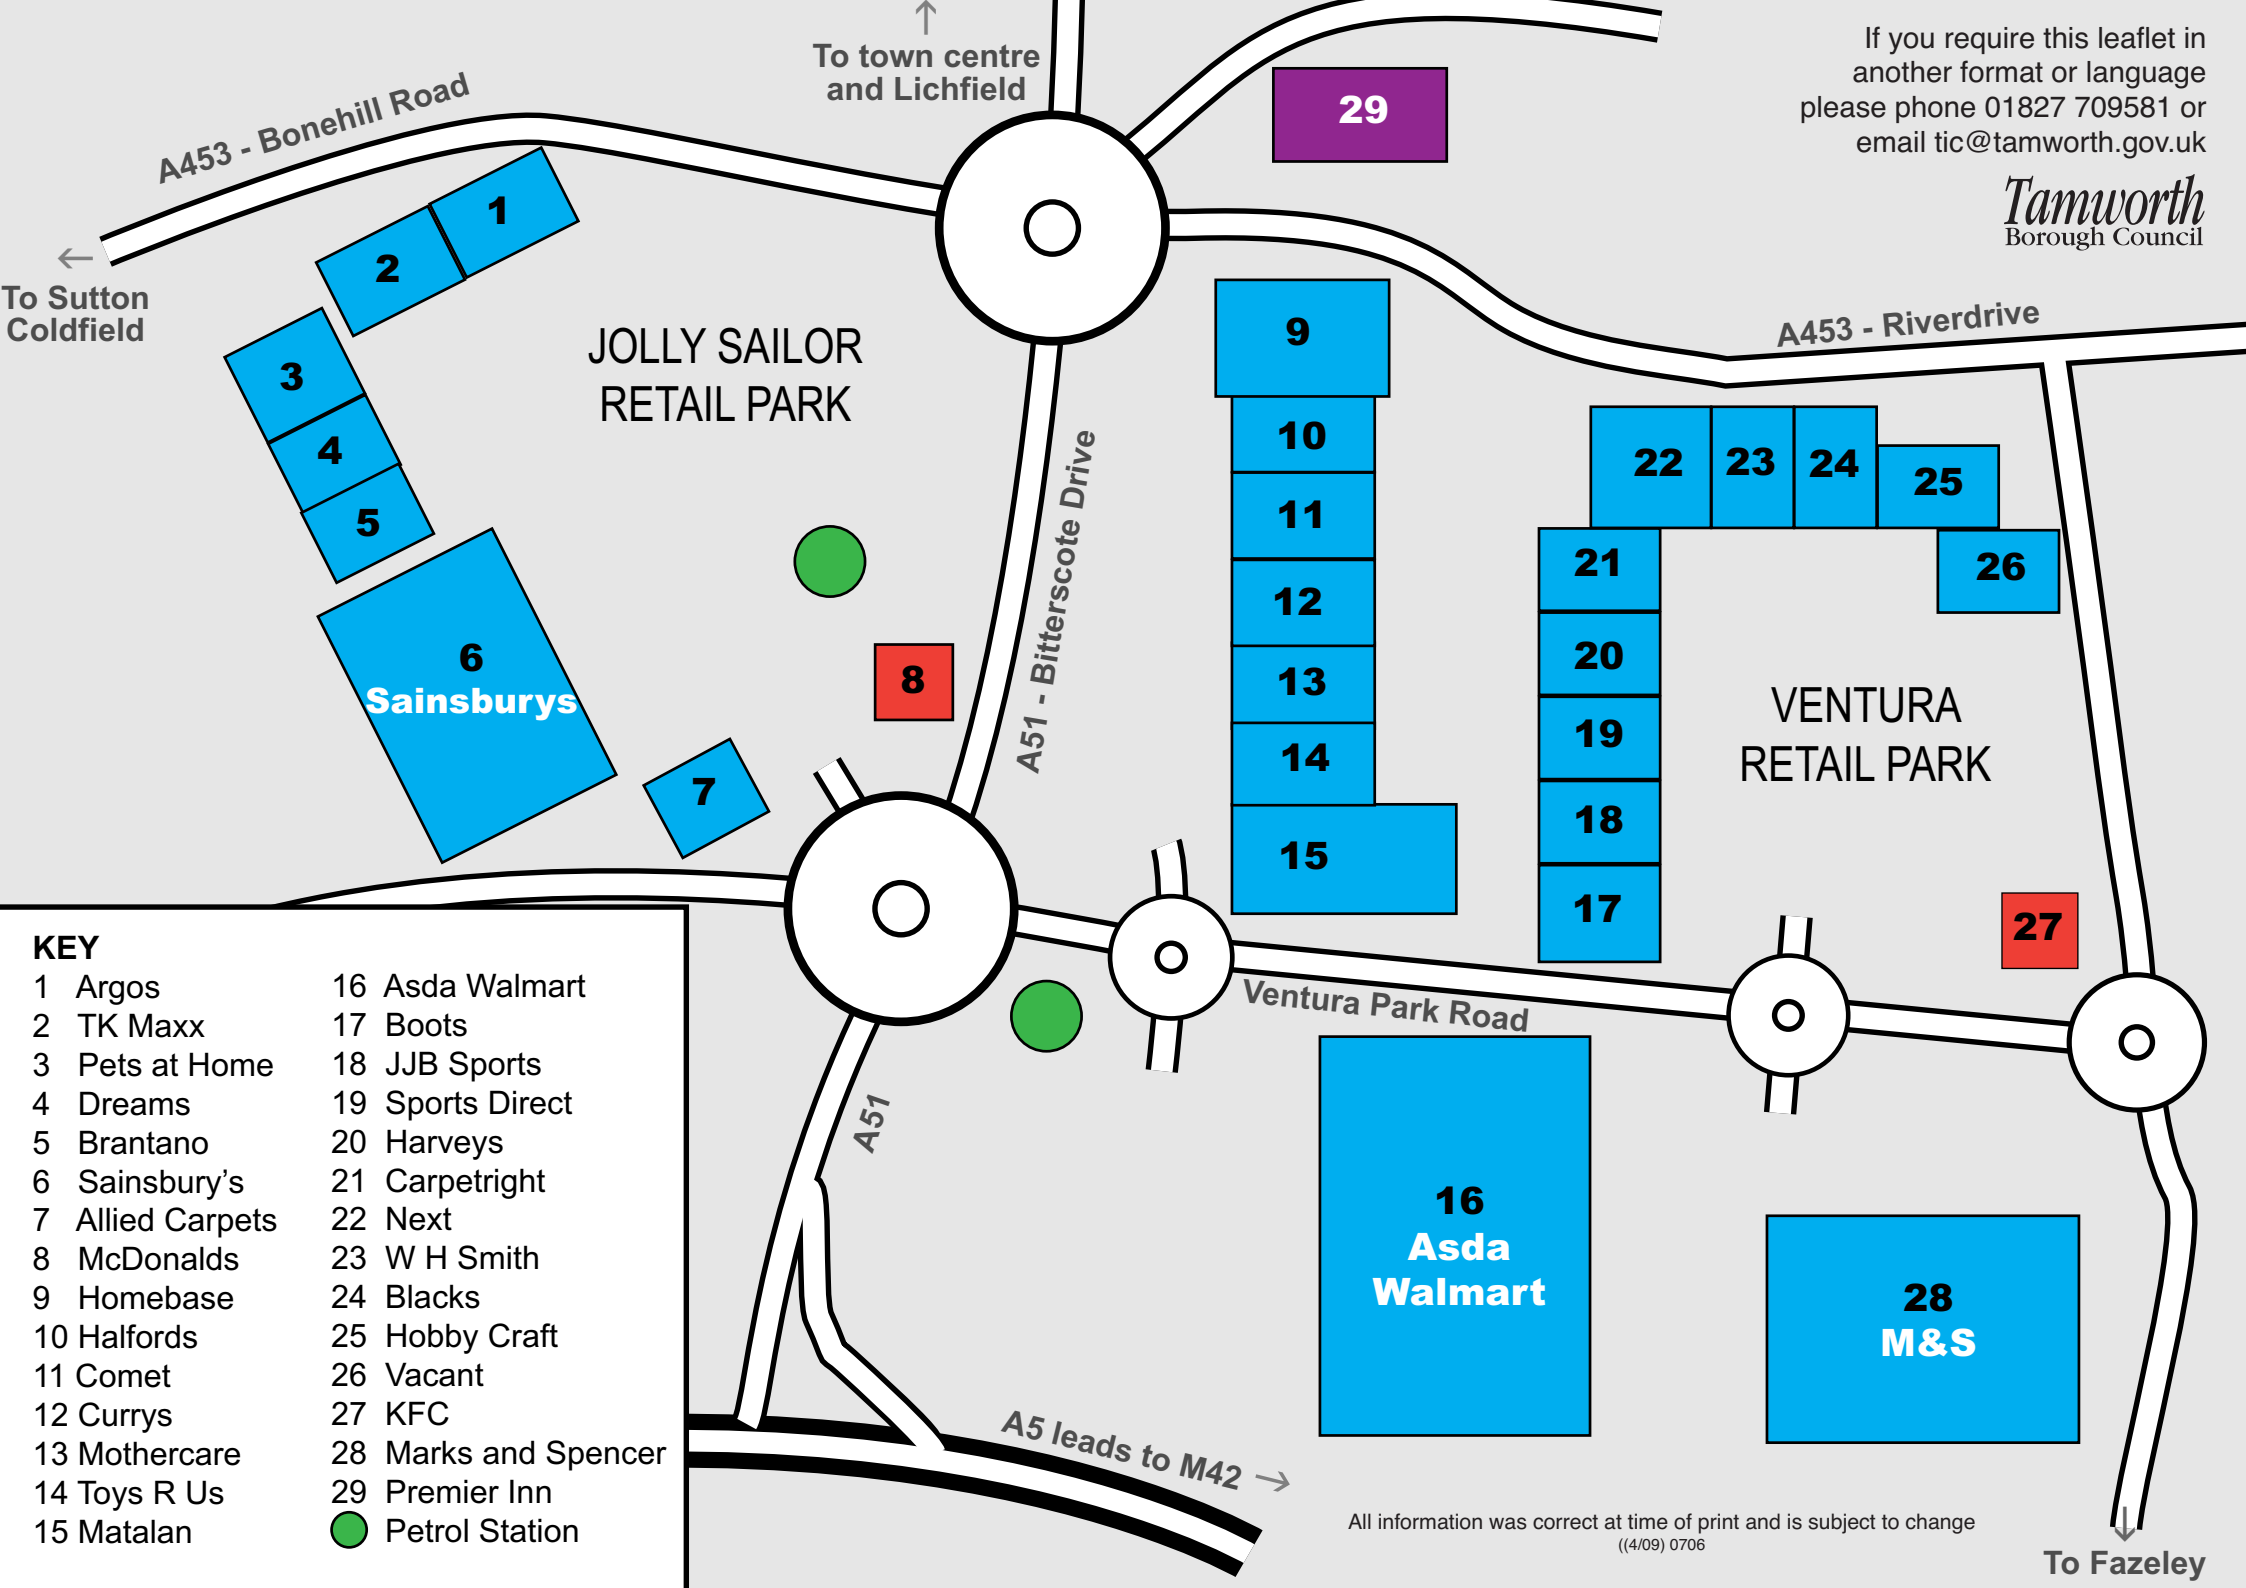 To town centre
and Lichfield
If you require this leaflet in
another format or language
please phone 01827 709581 or
email tic@tamworth.gov.uk
Tamworth
Borough Council
A453 - Bonehill Road
To Sutton
Coldfield
29
1
2
3
4
5
JOLLY SAILOR
RETAIL PARK
6
Sainsburys
7
8
A51 - Bitterscote Drive
A453 - Riverdrive
9
10
11
12
13
14
15
22
23
24
25
26
21
20
19
18
17
VENTURA
RETAIL PARK
27
Ventura Park Road
A51
16
Asda
Walmart
28
M&S
A5 leads to M42
KEY
1 Argos
2 TK Maxx
3 Pets at Home
4 Dreams
5 Brantano
6 Sainsbury’s
7 Allied Carpets
8 McDonalds
9 Homebase
10 Halfords
11 Comet
12 Currys
13 Mothercare
14 Toys R Us
15 Matalan
16 Asda Walmart
17 Boots
18 JJB Sports
19 Sports Direct
20 Harveys
21 Carpetright
22 Next
23 W H Smith
24 Blacks
25 Hobby Craft
26 Vacant
27 KFC
28 Marks and Spencer
29 Premier Inn
Petrol Station
All information was correct at time of print and is subject to change
((4/09) 0706
To Fazeley